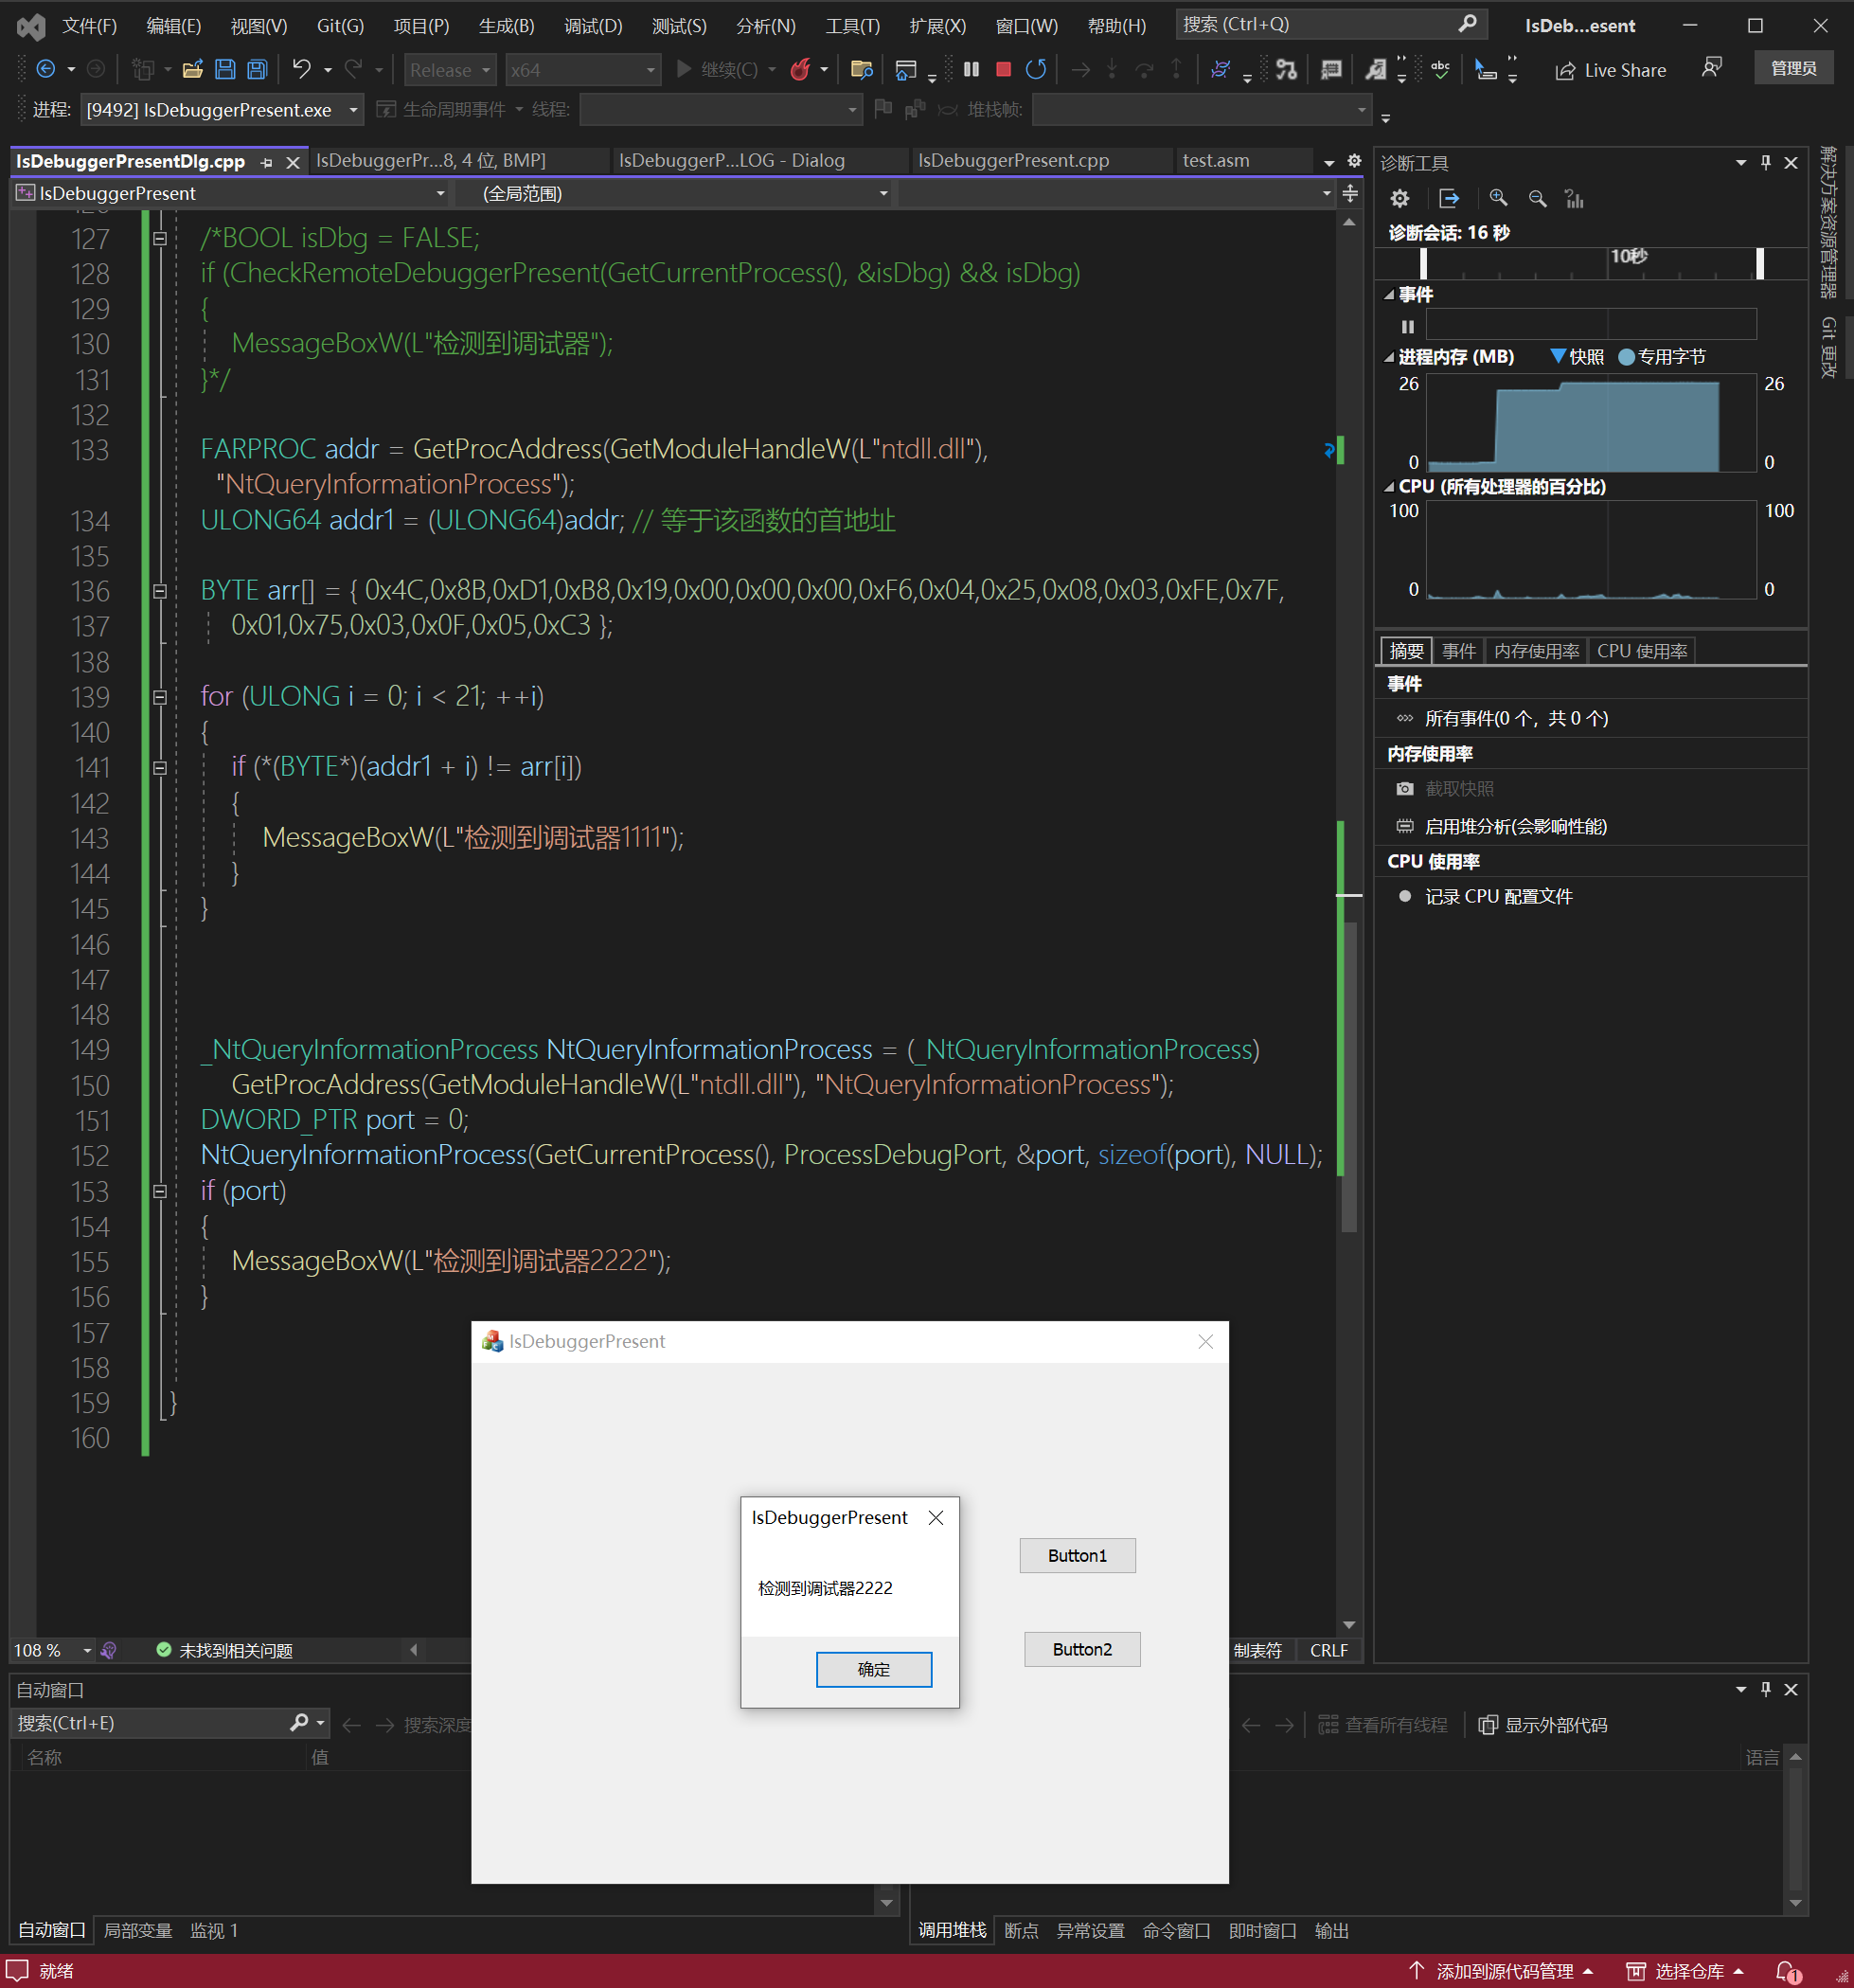 文件(F) 编辑(E) 视图(V) Git(G) 项目(P) 生成(B) 调试(D) 测试(S) 分析(N) 工具(T) 扩展(X) 窗口(W) 帮助(H) 搜索 (Ctrl+Q) IsDeb...esent
Release x64 继续(C) Live Share 管理员
进程: [9492] IsDebuggerPresent.exe 生命周期事件 线程: 堆栈帧:
IsDebuggerPresentDlg.cpp IsDebuggerPr...8, 4 位, BMP] IsDebuggerP...LOG - Dialog IsDebuggerPresent.cpp test.asm
IsDebuggerPresent (全局范围)
127 /*BOOL isDbg = FALSE;
128 if (CheckRemoteDebuggerPresent(GetCurrentProcess(), &isDbg) && isDbg)
129 {
130 MessageBoxW(L"检测到调试器");
131 }*/
132
133 FARPROC addr = GetProcAddress(GetModuleHandleW(L"ntdll.dll"),
"NtQueryInformationProcess");
134 ULONG64 addr1 = (ULONG64)addr; // 等于该函数的首地址
135
136 BYTE arr[] = { 0x4C,0x8B,0xD1,0xB8,0x19,0x00,0x00,0x00,0xF6,0x04,0x25,0x08,0x03,0xFE,0x7F,
137 0x01,0x75,0x03,0x0F,0x05,0xC3 };
138
139 for (ULONG i = 0; i < 21; ++i)
140 {
141 if (*(BYTE*)(addr1 + i) != arr[i])
142 {
143 MessageBoxW(L"检测到调试器1111");
144 }
145 }
146
147
148
149 _NtQueryInformationProcess NtQueryInformationProcess = (_NtQueryInformationProcess)
150 GetProcAddress(GetModuleHandleW(L"ntdll.dll"), "NtQueryInformationProcess");
151 DWORD_PTR port = 0;
152 NtQueryInformationProcess(GetCurrentProcess(), ProcessDebugPort, &port, sizeof(port), NULL);
153 if (port)
154 {
155 MessageBoxW(L"检测到调试器2222");
156 }
157
158
159 }
160
108 % 未找到相关问题 制表符 CRLF
IsDebuggerPresent
IsDebuggerPresent
检测到调试器2222
确定
Button1
Button2
诊断工具
诊断会话: 16 秒
10秒
事件
进程内存 (MB) 快照 专用字节
26 26
0 0
CPU (所有处理器的百分比)
100 100
0 0
摘要 事件 内存使用率 CPU 使用率
事件
所有事件(0 个，共 0 个)
内存使用率
截取快照
启用堆分析(会影响性能)
CPU 使用率
记录 CPU 配置文件
解决方案资源管理器
Git 更改
自动窗口
搜索(Ctrl+E) 搜索深度
名称 值
查看所有线程 显示外部代码
语言
自动窗口 局部变量 监视 1
调用堆栈 断点 异常设置 命令窗口 即时窗口 输出
就绪 添加到源代码管理 选择仓库 1